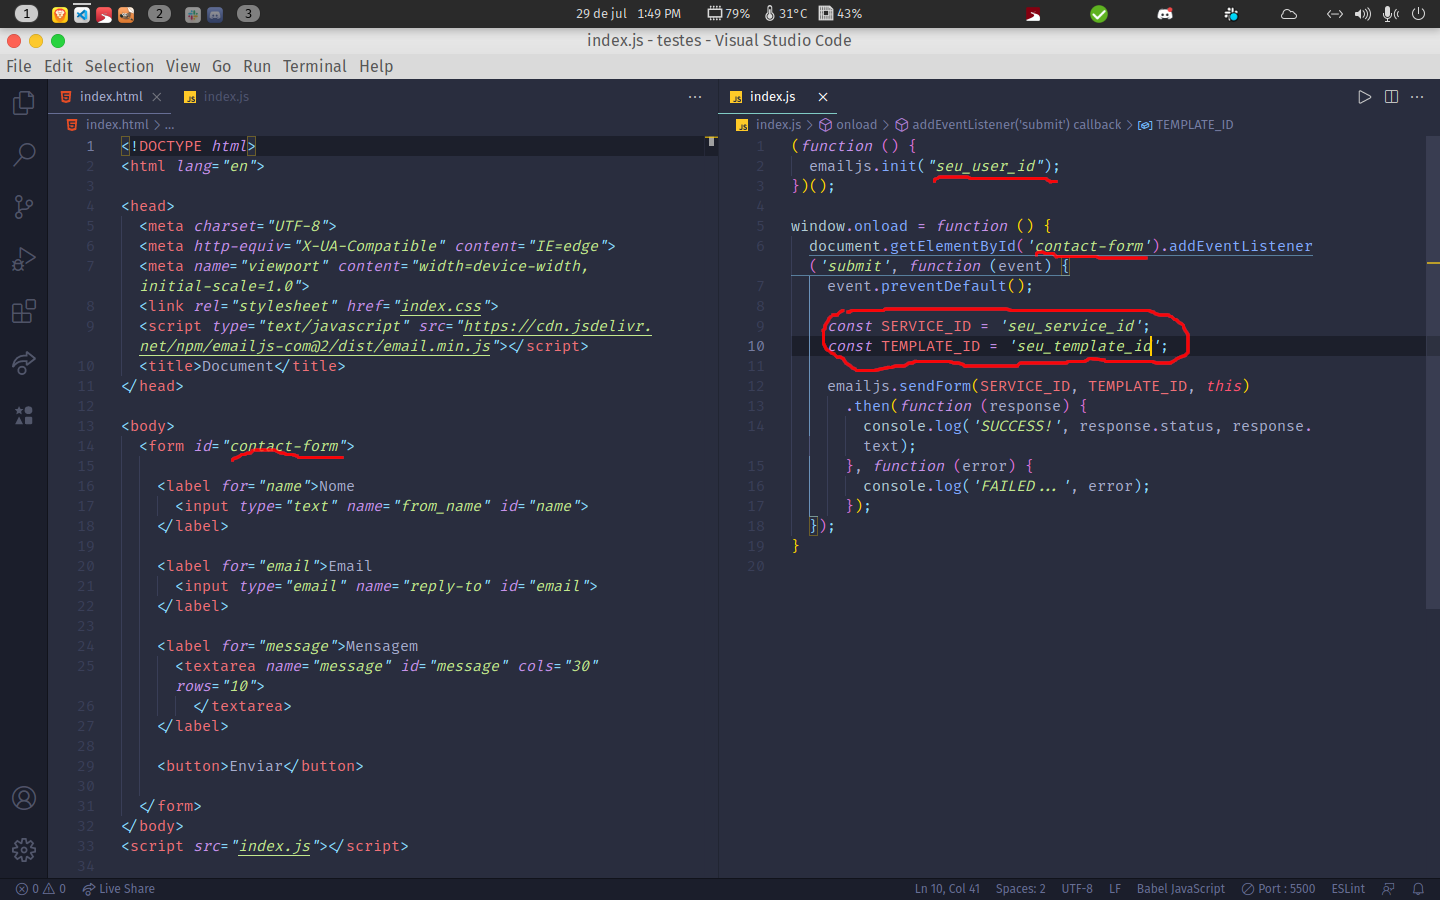 1 2 3 29 de jul 1:49 PM 79% 31°C 43%
index.js - testes - Visual Studio Code
File Edit Selection View Go Run Terminal Help
index.html index.js ...
index.html > ...
1 <!DOCTYPE html>
2 <html lang="en">
3
4 <head>
5 <meta charset="UTF-8">
6 <meta http-equiv="X-UA-Compatible" content="IE=edge">
7 <meta name="viewport" content="width=device-width,
initial-scale=1.0">
8 <link rel="stylesheet" href="index.css">
9 <script type="text/javascript" src="https://cdn.jsdelivr.
net/npm/emailjs-com@2/dist/email.min.js"></script>
10 <title>Document</title>
11 </head>
12
13 <body>
14 <form id="contact-form">
15
16 <label for="name">Nome
17 <input type="text" name="from_name" id="name">
18 </label>
19
20 <label for="email">Email
21 <input type="email" name="reply-to" id="email">
22 </label>
23
24 <label for="message">Mensagem
25 <textarea name="message" id="message" cols="30"
rows="10">
26 </textarea>
27 </label>
28
29 <button>Enviar</button>
30
31 </form>
32 </body>
33 <script src="index.js"></script>
34
JS index.js ...
JS index.js > onload > addEventListener('submit') callback > TEMPLATE_ID
1 (function () {
2 emailjs.init("seu_user_id");
3 })();
4
5 window.onload = function () {
6 document.getElementById('contact-form').addEventListener
('submit', function (event) {
7 event.preventDefault();
8
9 const SERVICE_ID = 'seu_service_id';
10 const TEMPLATE_ID = 'seu_template_id';
11
12 emailjs.sendForm(SERVICE_ID, TEMPLATE_ID, this)
13 .then(function (response) {
14 console.log('SUCCESS!', response.status, response.
text);
15 }, function (error) {
16 console.log('FAILED...', error);
17 });
18 });
19 }
20
0 0 Live Share Ln 10, Col 41 Spaces: 2 UTF-8 LF Babel JavaScript Port : 5500 ESLint